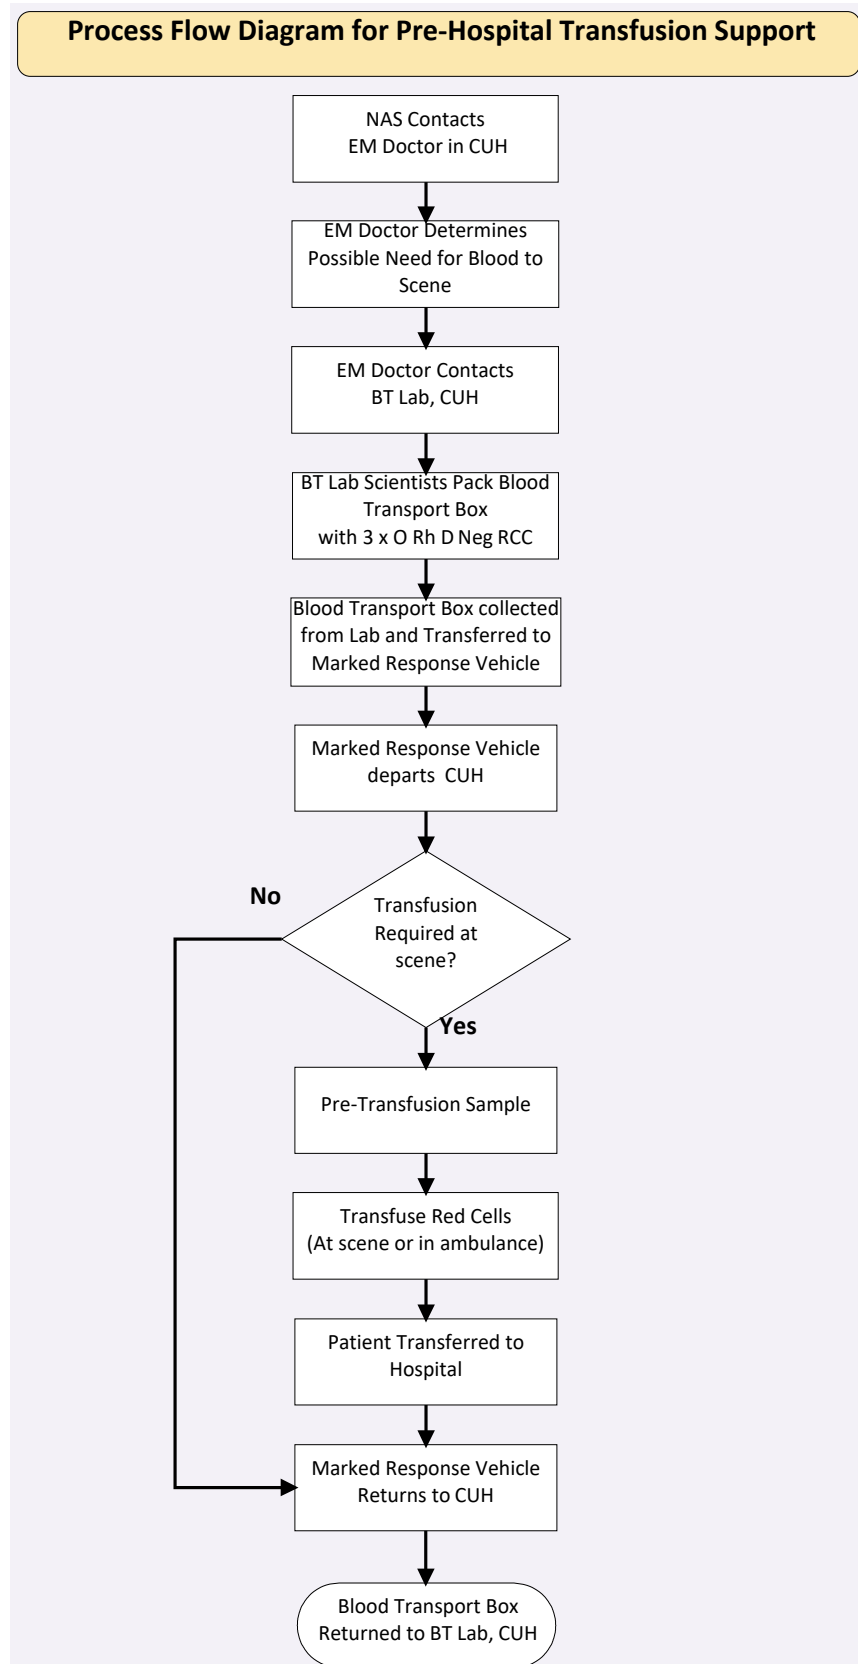 Process Flow Diagram for Pre-Hospital Transfusion Support
NAS Contacts
EM Doctor in CUH
EM Doctor Determines
Possible Need for Blood to
Scene
EM Doctor Contacts
BT Lab, CUH
BT Lab Scientists Pack Blood
Transport Box
with 3 x O Rh D Neg RCC
Blood Transport Box collected
from Lab and Transferred to
Marked Response Vehicle
Marked Response Vehicle
departs CUH
No
Transfusion
Required at
scene?
Yes
Pre-Transfusion Sample
Transfuse Red Cells
(At scene or in ambulance)
Patient Transferred to
Hospital
Marked Response Vehicle
Returns to CUH
Blood Transport Box
Returned to BT Lab, CUH